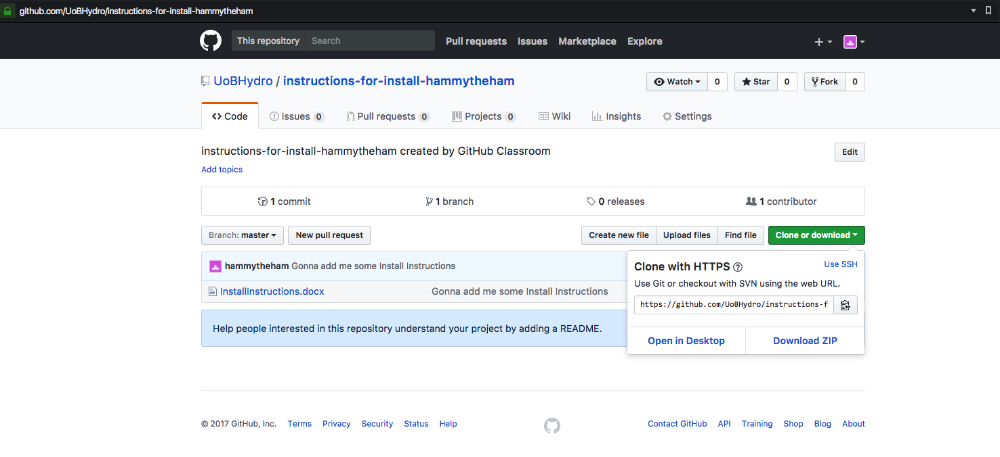 github.com/UoBHydro/instructions-for-install-hammytheham
This repository Search Pull requests Issues Marketplace Explore
UoBHydro / instructions-for-install-hammytheham
Watch 0 Star 0 Fork 0
Code Issues 0 Pull requests 0 Projects 0 Wiki Insights Settings
instructions-for-install-hammytheham created by GitHub Classroom
Edit
Add topics
1 commit 1 branch 0 releases 1 contributor
Branch: master New pull request Create new file Upload files Find file Clone or download
hammytheham Gonna add me some Install Instructions
InstallInstructions.docx Gonna add me some Install Instructions
Help people interested in this repository understand your project by adding a README.
Clone with HTTPS ? Use SSH
Use Git or checkout with SVN using the web URL.
https://github.com/UoBHydro/instructions-f
Open in Desktop Download ZIP
© 2017 GitHub, Inc. Terms Privacy Security Status Help Contact GitHub API Training Shop Blog About